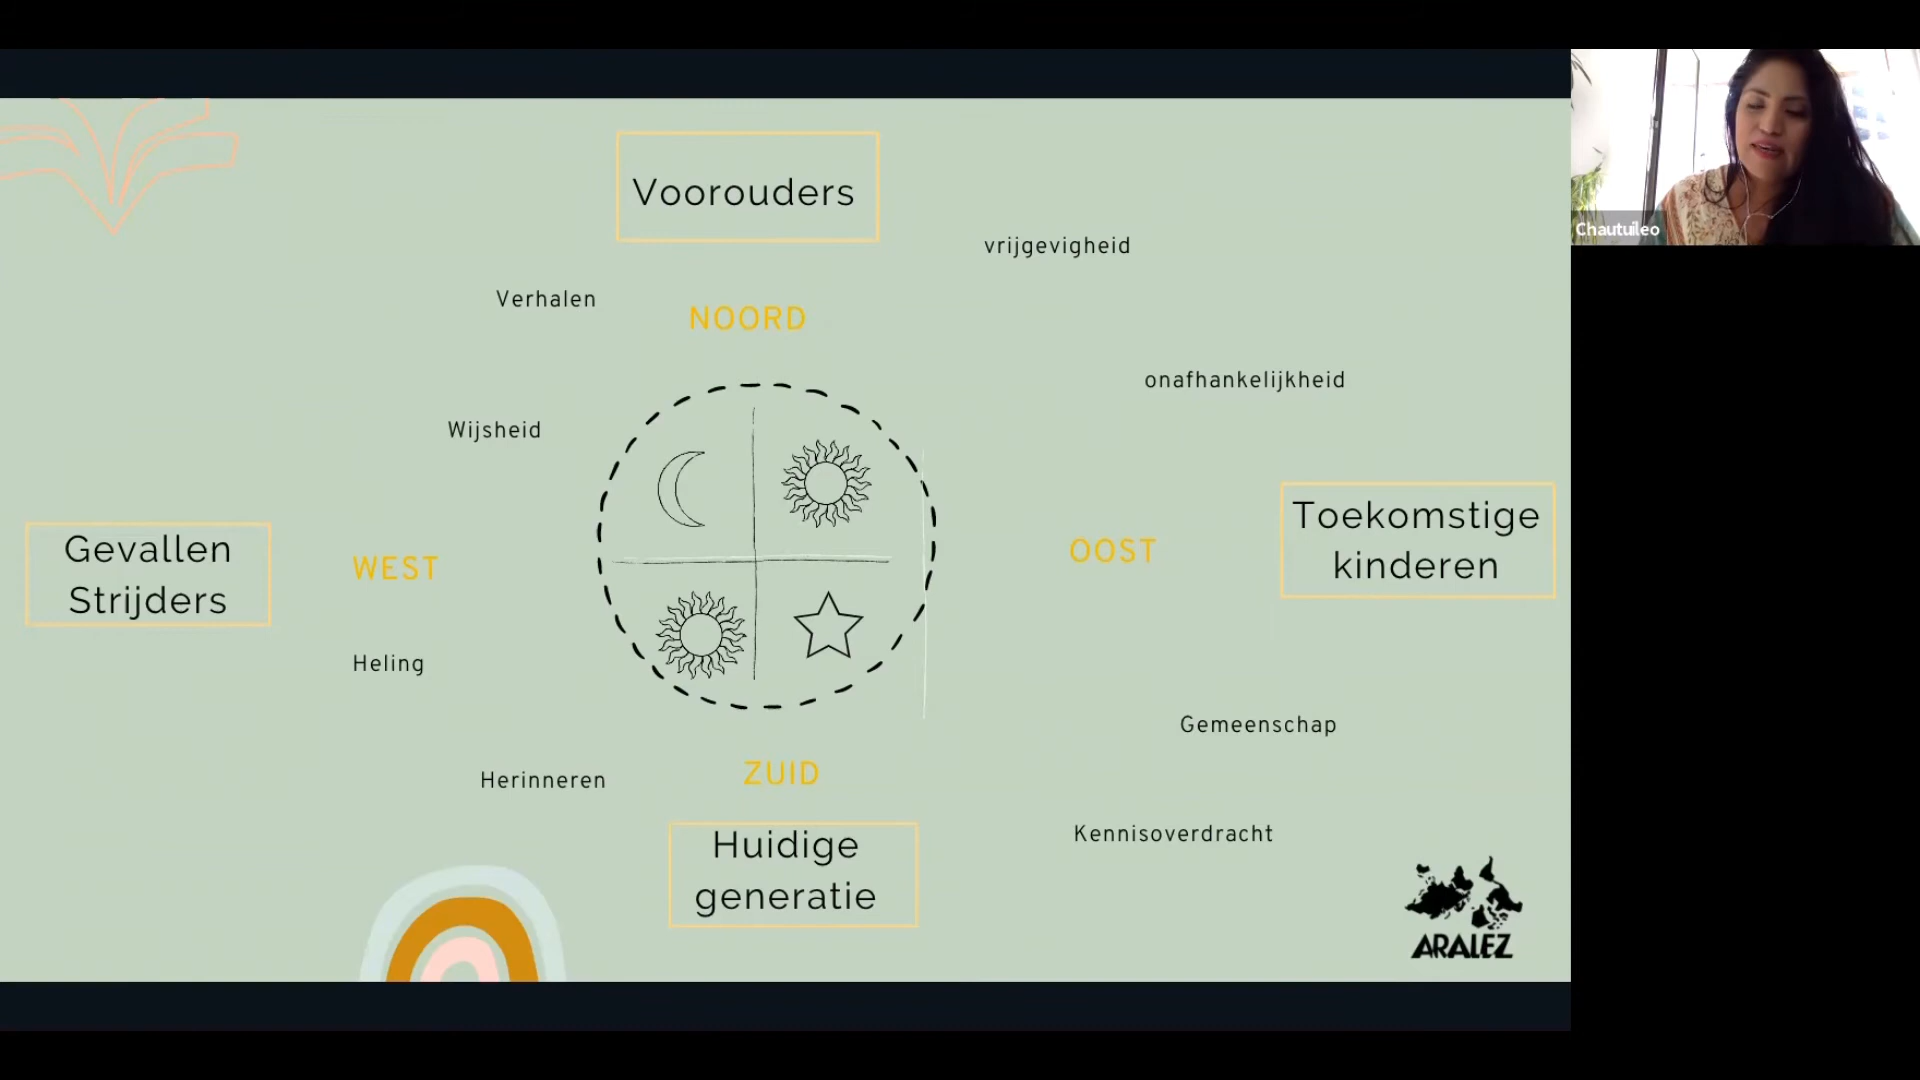 Voorouders
vrijgevigheid
Verhalen
NOORD
onafhankelijkheid
Wijsheid
Toekomstige
kinderen
Gevallen
Strijders
WEST
OOST
Heling
Gemeenschap
ZUID
Herinneren
Kennisoverdracht
Huidige
generatie
ARALEZ
Chautuileo